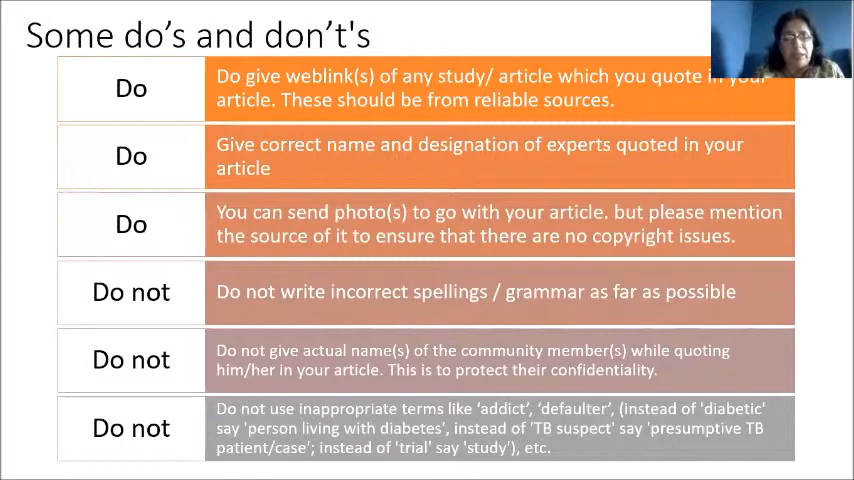 Some do's and don't's
Do
Do give weblink(s) of any study/ article which you quote in your
article. These should be from reliable sources.
Do
Give correct name and designation of experts quoted in your
article
Do
You can send photo(s) to go with your article. but please mention
the source of it to ensure that there are no copyright issues.
Do not
Do not write incorrect spellings / grammar as far as possible
Do not
Do not give actual name(s) of the community member(s) while quoting
him/her in your article. This is to protect their confidentiality.
Do not
Do not use inappropriate terms like ‘addict’, ‘defaulter’, (instead of 'diabetic'
say 'person living with diabetes', instead of 'TB suspect' say 'presumptive TB
patient/case'; instead of 'trial' say 'study'), etc.